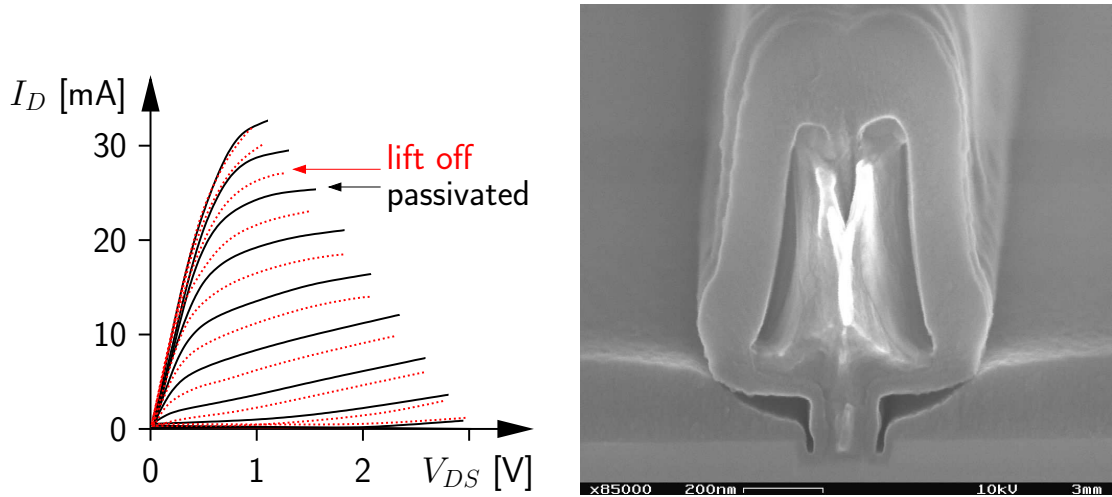 I_D [mA]
30
20
10
0
lift off
passivated
0
1
2
V_DS [V]
x85000 200nm 10kV 3mm